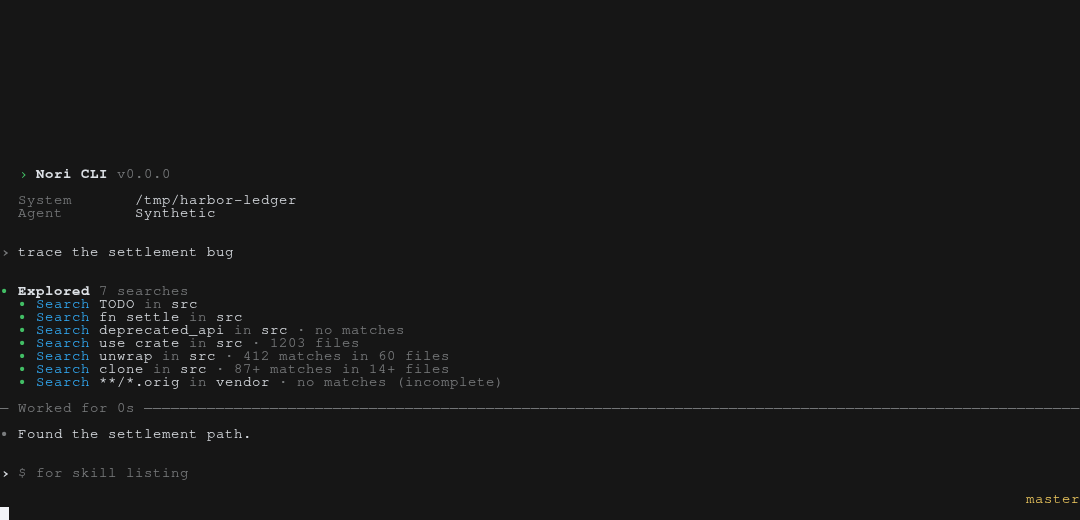 › Nori CLI v0.0.0
System /tmp/harbor-ledger
Agent Synthetic
› trace the settlement bug
• Explored 7 searches
• Search TODO in src
• Search fn settle in src
• Search deprecated_api in src · no matches
• Search use crate in src · 1203 files
• Search unwrap in src · 412 matches in 60 files
• Search clone in src · 87+ matches in 14+ files
• Search **/*.orig in vendor · no matches (incomplete)
─ Worked for 0s ─
• Found the settlement path.
› $ for skill listing
master